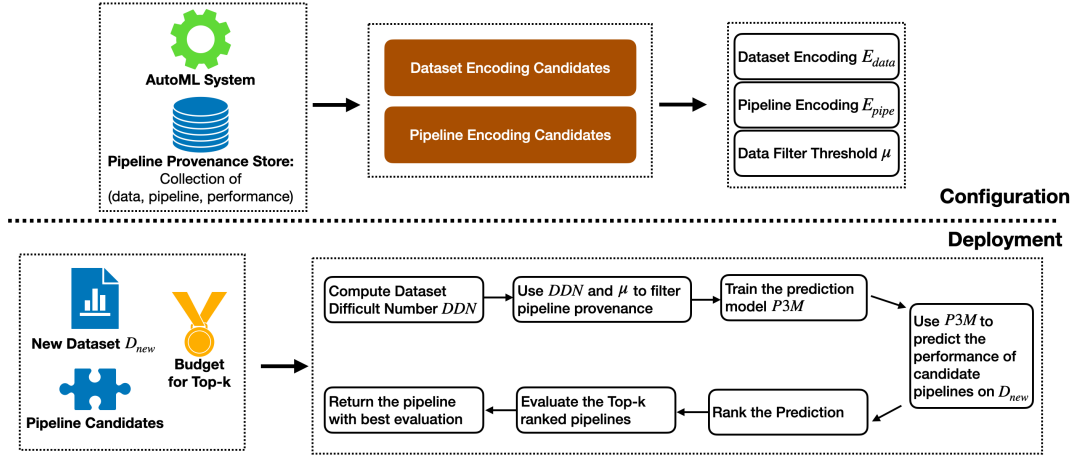 AutoML System
Pipeline Provenance Store:
Collection of
(data, pipeline, performance)
Dataset Encoding Candidates
Pipeline Encoding Candidates
Dataset Encoding E_data
Pipeline Encoding E_pipe
Data Filter Threshold μ
Configuration
Deployment
New Dataset D_new
Budget
for Top-k
Pipeline Candidates
Compute Dataset
Difficult Number DDN
Use DDN and μ to filter
pipeline provenance
Train the prediction
model P3M
Use P3M to
predict the
performance of
candidate
pipelines on D_new
Rank the Prediction
Evaluate the Top-k
ranked pipelines
Return the pipeline
with best evaluation